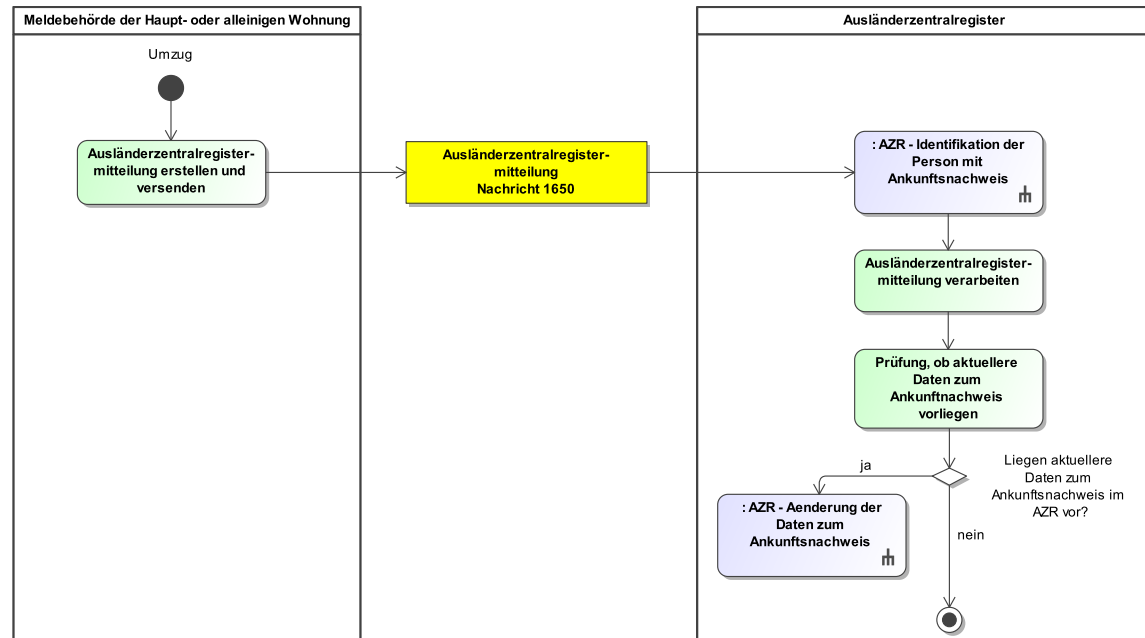 Meldebehörde der Haupt- oder alleinigen Wohnung
Ausländerzentralregister
Umzug
Ausländerzentralregister-
mitteilung erstellen und
versenden
Ausländerzentralregister-
mitteilung
Nachricht 1650
: AZR - Identifikation der
Person mit
Ankunftsnachweis
Ausländerzentralregister-
mitteilung verarbeiten
Prüfung, ob aktuellere
Daten zum
Ankunftnachweis
vorliegen
Liegen aktuellere
Daten zum
Ankunftsnachweis im
AZR vor?
ja
: AZR - Aenderung der
Daten zum
Ankunftsnachweis
nein